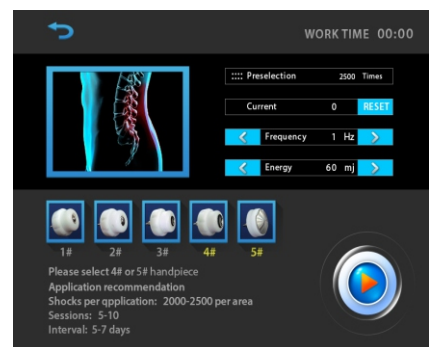 WORK TIME 00:00
:::: Preselection 2500 Times
Current 0 RESET
< Frequency 1 Hz >
< Energy 60 mj >
1# 2# 3# 4# 5#
Please select 4# or 5# handpiece
Application recommendation
Shocks per qpplication: 2000-2500 per area
Sessions: 5-10
Interval: 5-7 days